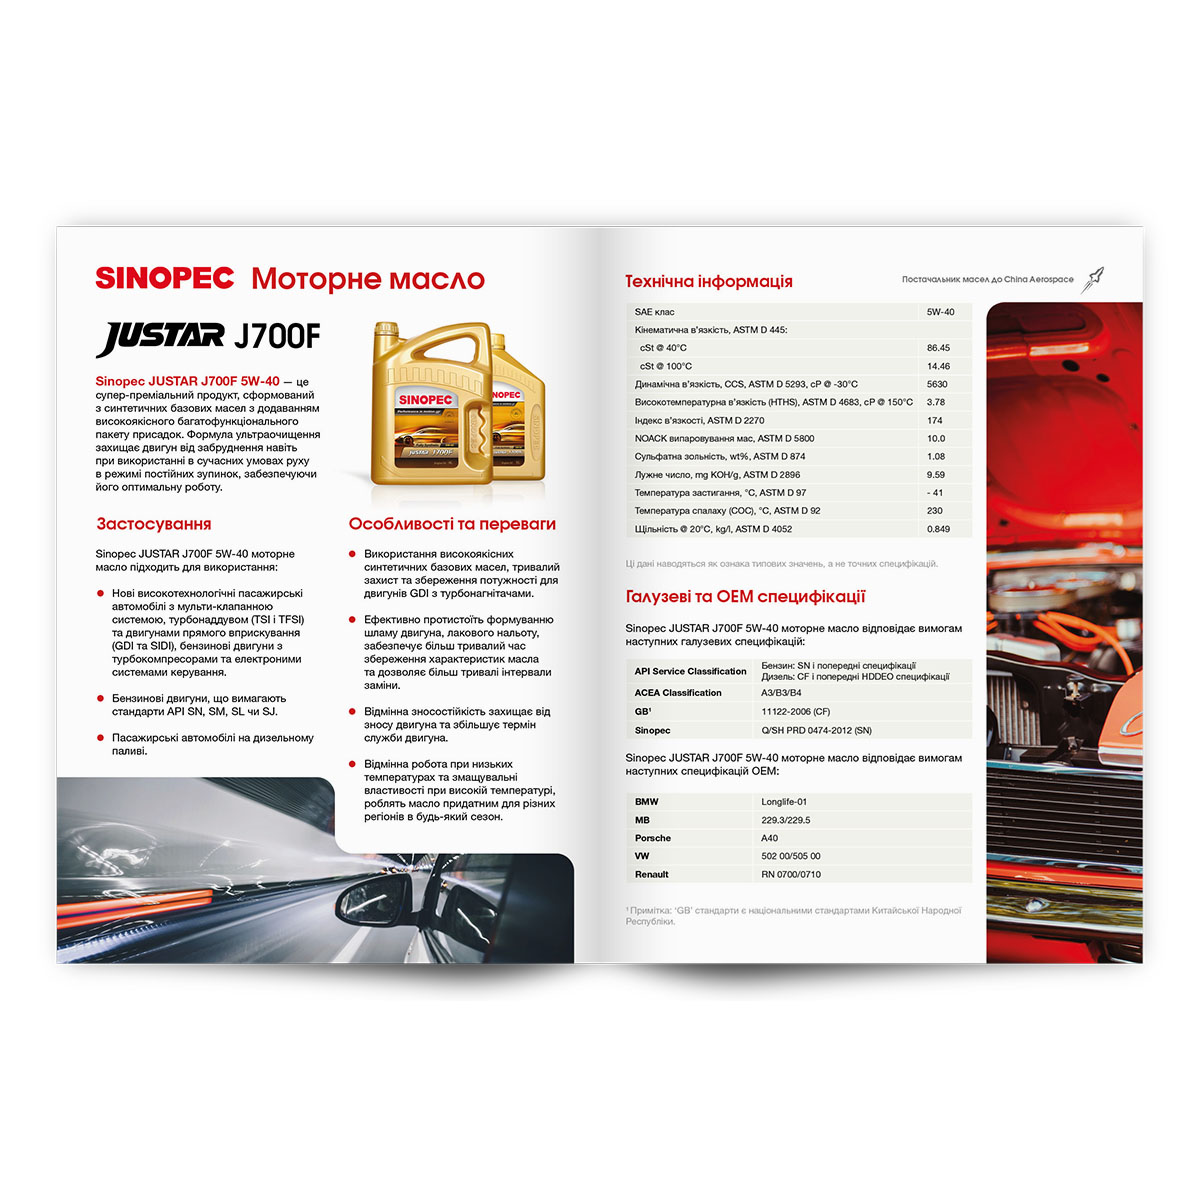 SINOPEC Моторне масло
JUSTAR J700F
Sinopec JUSTAR J700F 5W-40 — це
супер-преміальний продукт, сформований
з синтетичних базових масел з додаванням
високоякісного багатофункціонального
пакету присадок. Формула ультраочищення
захищає двигун від забруднення навіть
при використанні в сучасних умовах руху
в режимі постійних зупинок, забезпечуючи
його оптимальну роботу.
SINOPEC
SINOPEC
JUSTAR J700F
Застосування
Sinopec JUSTAR J700F 5W-40 моторне
масло підходить для використання:
Нові високотехнологічні пасажирські
автомобілі з мульти-клапанною
системою, турбонаддувом (TSI і TFSI)
та двигунами прямого вприскування
(GDI та SIDI), бензинові двигуни з
турбокомпресорами та електроними
системами керування.
Бензинові двигуни, що вимагають
стандарти API SN, SM, SL чи SJ.
Пасажирські автомобілі на дизельному
паливі.
Особливості та переваги
Використання високоякісних
синтетичних базових масел, тривалий
захист та збереження потужності для
двигунів GDI з турбонагнітачами.
Ефективно протистоїть формуванню
шламу двигуна, лакового нальоту,
забезпечує більш тривалий час
збереження характеристик масла
та дозволяє більш тривалі інтервали
заміни.
Відмінна зносостійкість захищає від
зносу двигуна та збільшує термін
служби двигуна.
Відмінна робота при низьких
температурах та змащувальні
властивості при високій температурі,
роблять масло придатним для різних
регіонів в будь-який сезон.
Технічна інформація
Постачальник масел до China Aerospace
SAE клас 5W-40
Кінематична в’язкість, ASTM D 445:
cSt @ 40°C 86.45
cSt @ 100°C 14.46
Динамічна в’язкість, CCS, ASTM D 5293, cP @ -30°C 5630
Високотемпературна в’язкість (HTHS), ASTM D 4683, cP @ 150°C 3.78
Індекс в’язкості, ASTM D 2270 174
NOACK випаровування мас, ASTM D 5800 10.0
Сульфатна зольність, wt%, ASTM D 874 1.08
Лужне число, mg KOH/g, ASTM D 2896 9.59
Температура застигання, °C, ASTM D 97 - 41
Температура спалаху (COC), °C, ASTM D 92 230
Щільність @ 20°C, kg/l, ASTM D 4052 0.849
Ці дані наводяться як ознака типових значень, а не точних специфікацій.
Галузеві та OEM специфікації
Sinopec JUSTAR J700F 5W-40 моторне масло відповідає вимогам
наступних галузевих специфікацій:
API Service Classification Бензин: SN і попередні специфікації
Дизель: CF і попередні HDDEO специфікації
ACEA Classification A3/B3/B4
GB¹ 11122-2006 (CF)
Sinopec Q/SH PRD 0474-2012 (SN)
Sinopec JUSTAR J700F 5W-40 моторне масло відповідає вимогам
наступних специфікацій OEM:
BMW Longlife-01
MB 229.3/229.5
Porsche A40
VW 502 00/505 00
Renault RN 0700/0710
¹ Примітка: ‘GB’ стандарти є національними стандартами Китайської Народної
Республіки.